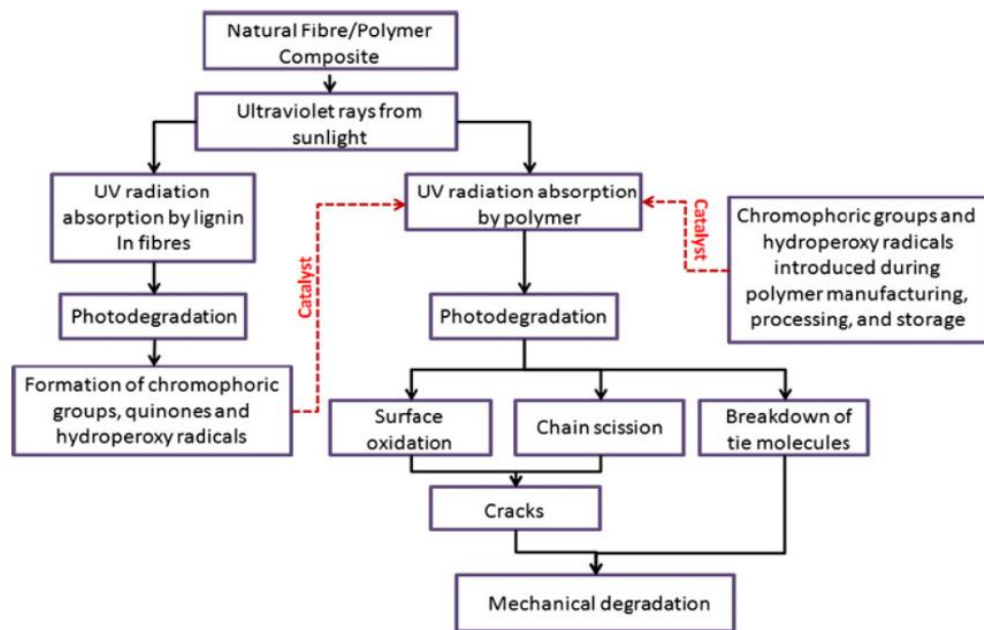 Natural Fibre/Polymer
Composite
Ultraviolet rays from
sunlight
UV radiation
absorption by lignin
In fibres
UV radiation absorption
by polymer
Chromophoric groups and
hydroperoxy radicals
introduced during
polymer manufacturing,
processing, and storage
Catalyst
Catalyst
Photodegradation
Photodegradation
Formation of chromophoric
groups, quinones and
hydroperoxy radicals
Surface
oxidation
Chain scission
Breakdown of
tie molecules
Cracks
Mechanical degradation